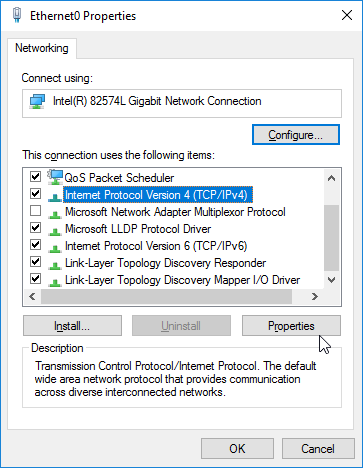 Ethernet0 Properties
Networking
Connect using:
Intel(R) 82574L Gigabit Network Connection
Configure...
This connection uses the following items:
QoS Packet Scheduler
Internet Protocol Version 4 (TCP/IPv4)
Microsoft Network Adapter Multiplexor Protocol
Microsoft LLDP Protocol Driver
Internet Protocol Version 6 (TCP/IPv6)
Link-Layer Topology Discovery Responder
Link-Layer Topology Discovery Mapper I/O Driver
Install... Uninstall Properties
Description
Transmission Control Protocol/Internet Protocol. The default
wide area network protocol that provides communication
across diverse interconnected networks.
OK Cancel